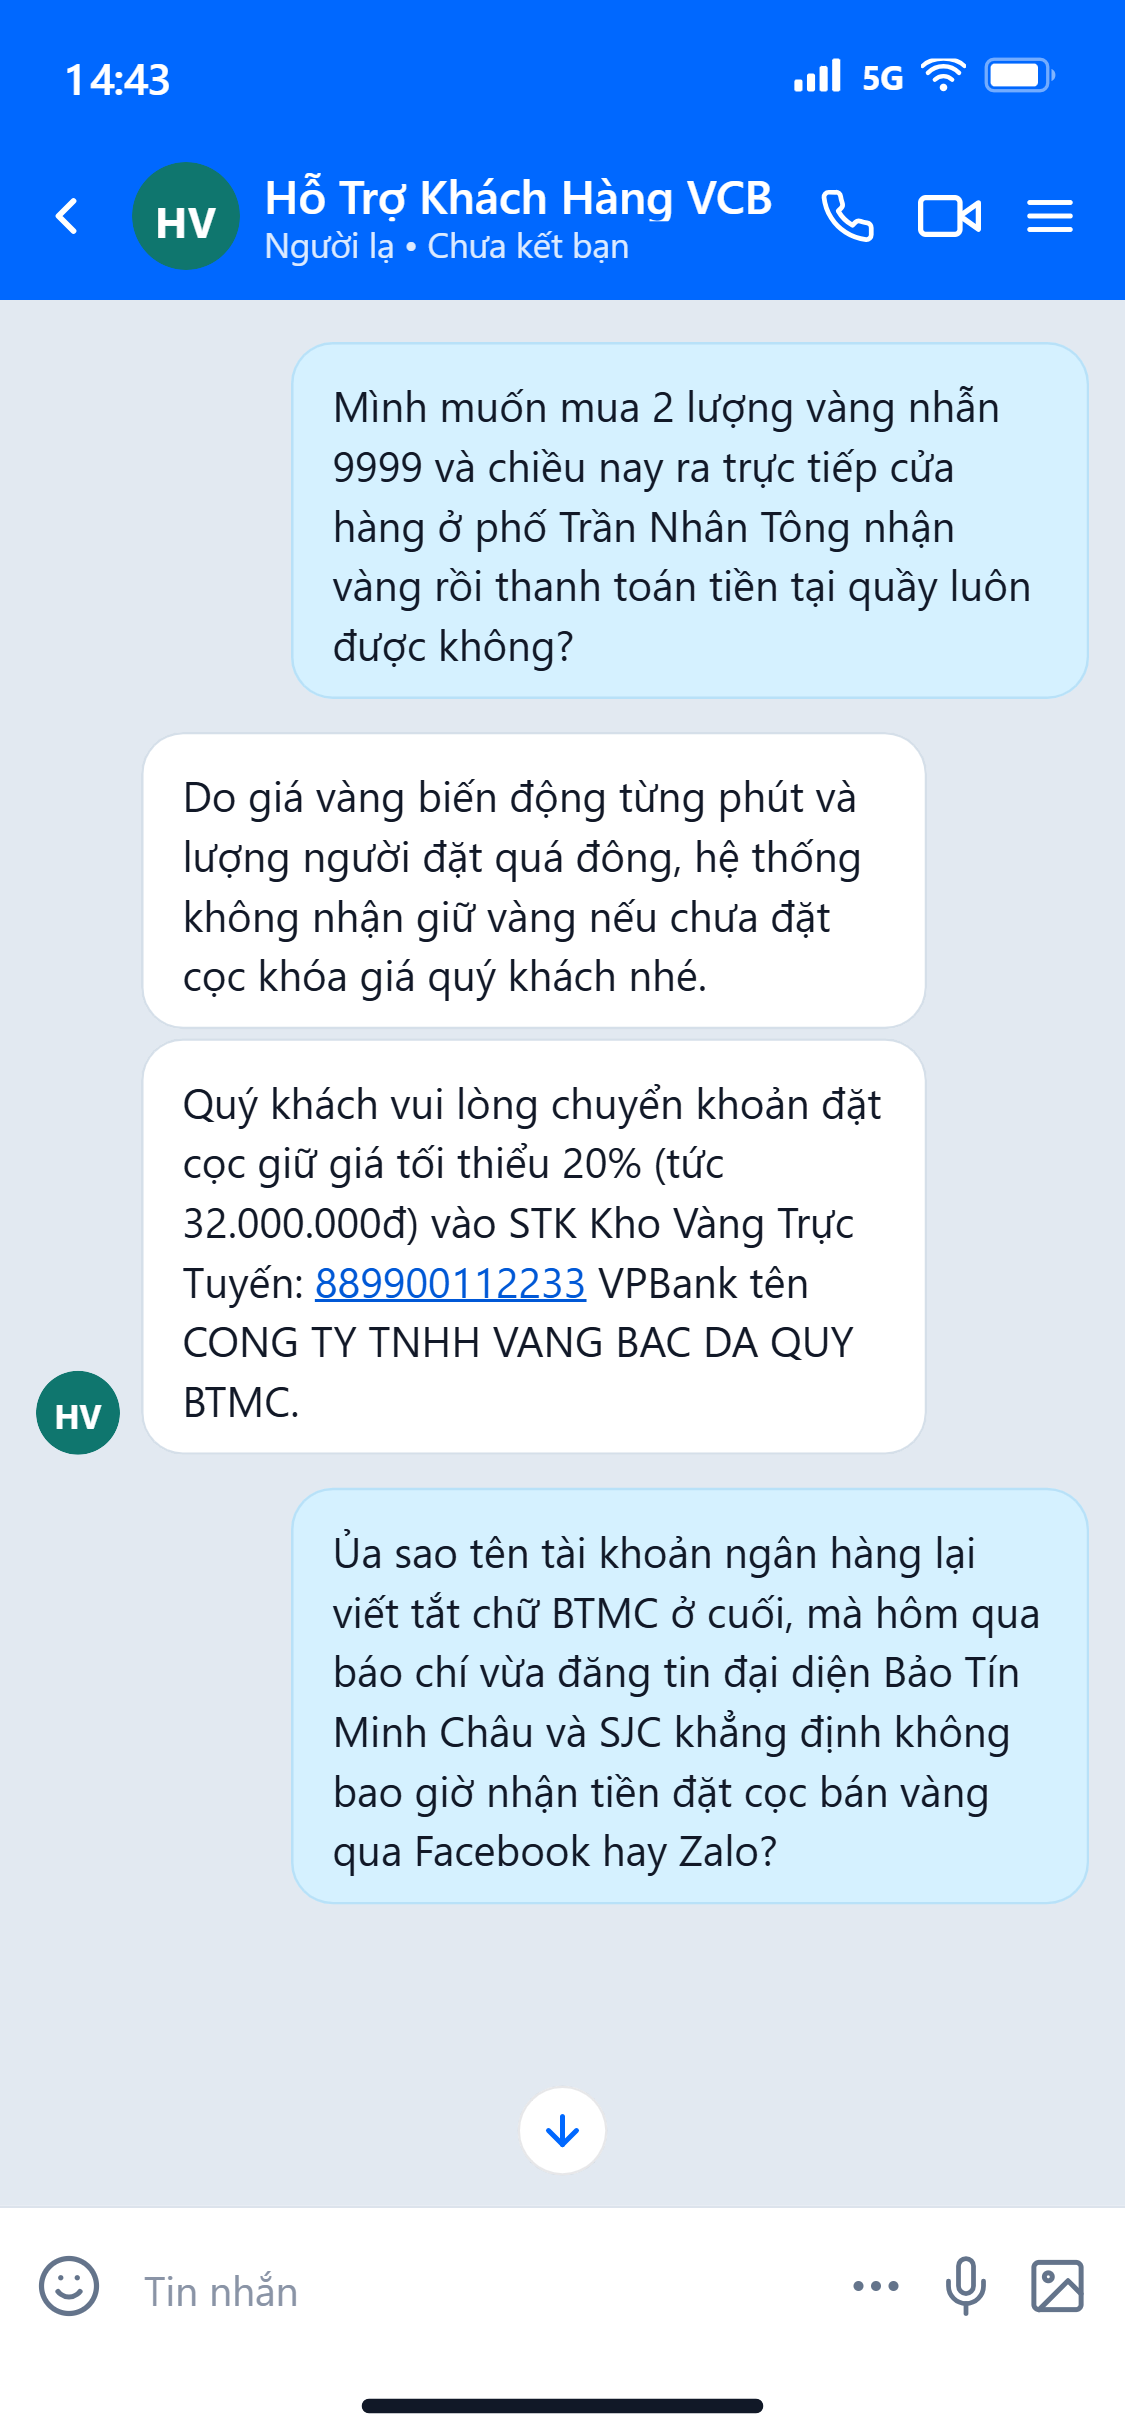 14:43
5G
HV
Hỗ Trợ Khách Hàng VCB
Người lạ • Chưa kết bạn
Mình muốn mua 2 lượng vàng nhẫn
9999 và chiều nay ra trực tiếp cửa
hàng ở phố Trần Nhân Tông nhận
vàng rồi thanh toán tiền tại quầy luôn
được không?
Do giá vàng biến động từng phút và
lượng người đặt quá đông, hệ thống
không nhận giữ vàng nếu chưa đặt
cọc khóa giá quý khách nhé.
Quý khách vui lòng chuyển khoản đặt
cọc giữ giá tối thiểu 20% (tức
32.000.000đ) vào STK Kho Vàng Trực
Tuyến: 889900112233 VPBank tên
CONG TY TNHH VANG BAC DA QUY
BTMC.
HV
Ủa sao tên tài khoản ngân hàng lại
viết tắt chữ BTMC ở cuối, mà hôm qua
báo chí vừa đăng tin đại diện Bảo Tín
Minh Châu và SJC khẳng định không
bao giờ nhận tiền đặt cọc bán vàng
qua Facebook hay Zalo?
Tin nhắn